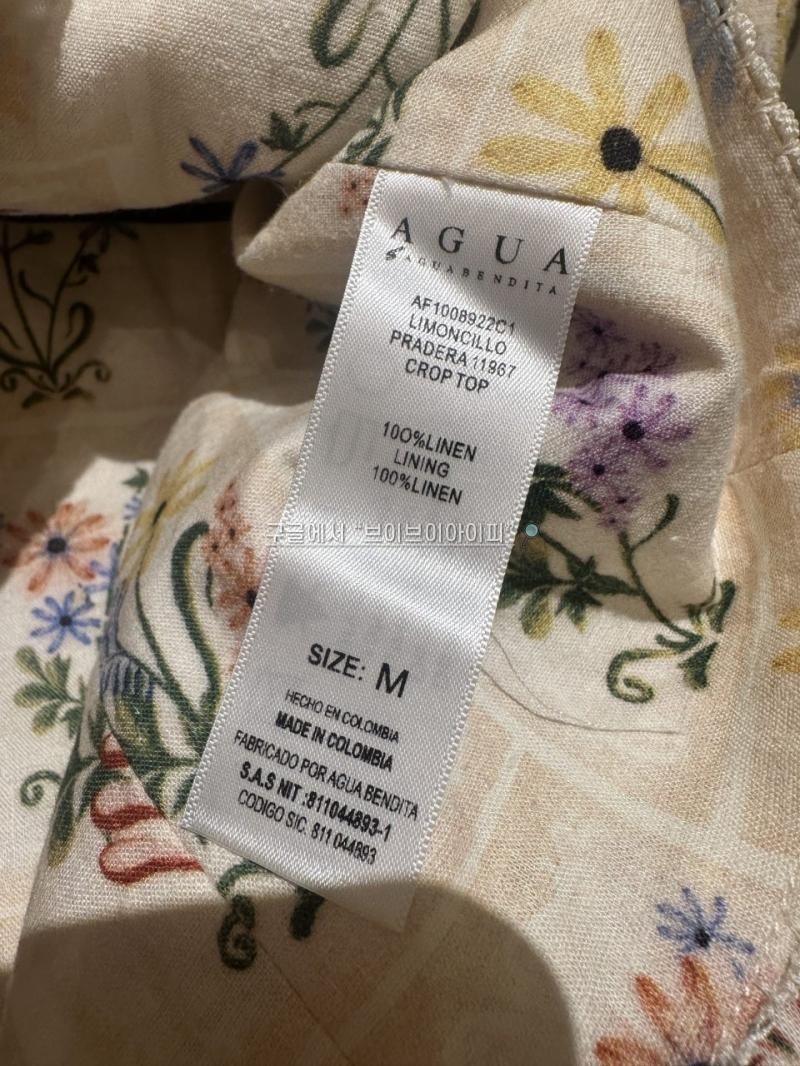 AGUA
AGUABENDITA
AF1008922C1
LIMONCILLO
PRADERA 11967
CROP TOP
100%LINEN
LINING
100%LINEN
구글에서 "브이브이아이피"
SIZE: M
HECHO EN COLOMBIA
MADE IN COLOMBIA
FABRICADO POR AGUA BENDITA
S.A.S NIT :811044893-1
CODIGO SIC. 811 044893